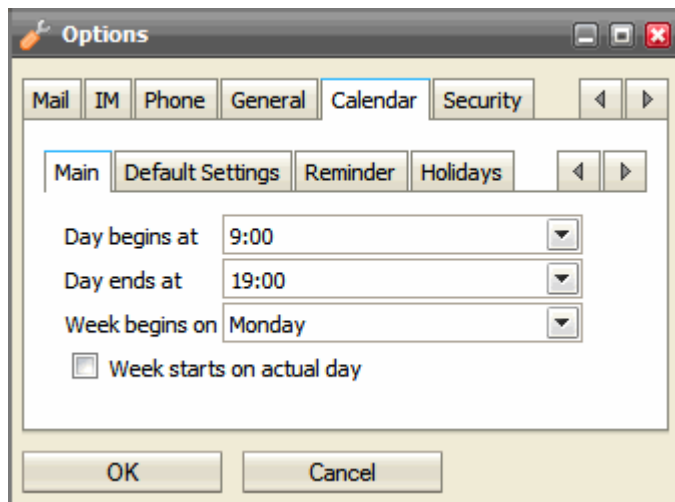 Options
Mail IM Phone General Calendar Security
Main Default Settings Reminder Holidays
Day begins at 9:00
Day ends at 19:00
Week begins on Monday
Week starts on actual day
OK Cancel